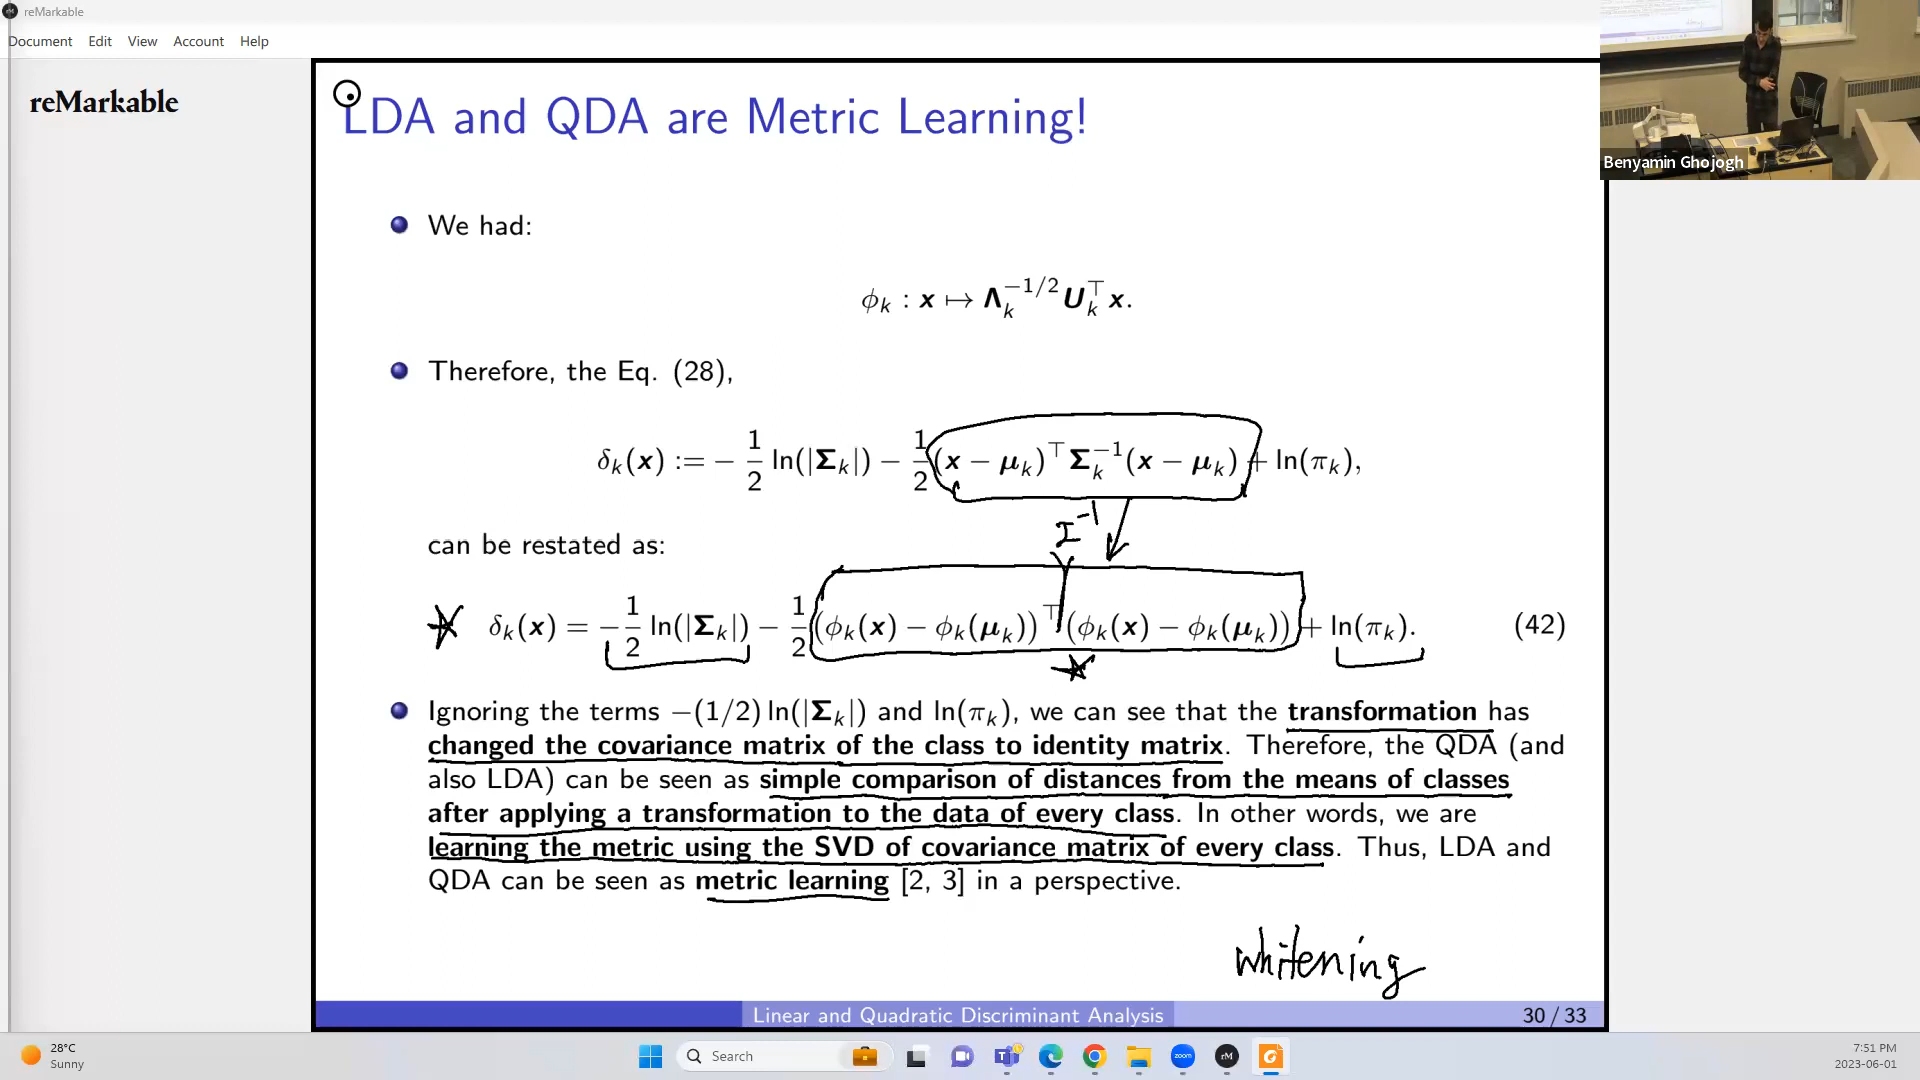 reMarkable
Document Edit View Account Help
reMarkable
LDA and QDA are Metric Learning!
We had:
ϕ_k : x ↦ Λ_k^{-1/2} U_k^⊤ x.
Therefore, the Eq. (28),
δ_k(x) := − 1/2 ln(|Σ_k|) − 1/2 (x − μ_k)^⊤ Σ_k^{-1} (x − μ_k) + ln(π_k),
I^{-1}
can be restated as:
δ_k(x) = − 1/2 ln(|Σ_k|) − 1/2 (ϕ_k(x) − ϕ_k(μ_k))^⊤ (ϕ_k(x) − ϕ_k(μ_k)) + ln(π_k). (42)
Ignoring the terms −(1/2) ln(|Σ_k|) and ln(π_k), we can see that the transformation has
changed the covariance matrix of the class to identity matrix. Therefore, the QDA (and
also LDA) can be seen as simple comparison of distances from the means of classes
after applying a transformation to the data of every class. In other words, we are
learning the metric using the SVD of covariance matrix of every class. Thus, LDA and
QDA can be seen as metric learning [2, 3] in a perspective.
whitening
Linear and Quadratic Discriminant Analysis 30 / 33
Benyamin Ghojogh
28°C
Sunny
Search
zoom
rM
7:51 PM
2023-06-01